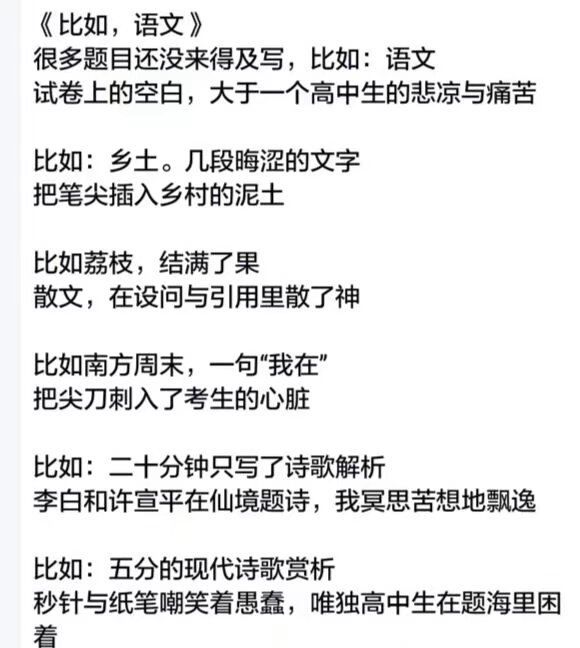 《比如，语文》
很多题目还没来得及写，比如：语文
试卷上的空白，大于一个高中生的悲凉与痛苦
比如：乡土。几段晦涩的文字
把笔尖插入乡村的泥土
比如荔枝，结满了果
散文，在设问与引用里散了神
比如南方周末，一句“我在”
把尖刀刺入了考生的心脏
比如：二十分钟只写了诗歌解析
李白和许宣平在仙境题诗，我冥思苦想地飘逸
比如：五分的现代诗歌赏析
秒针与纸笔嘲笑着愚蠢，唯独高中生在题海里困
着